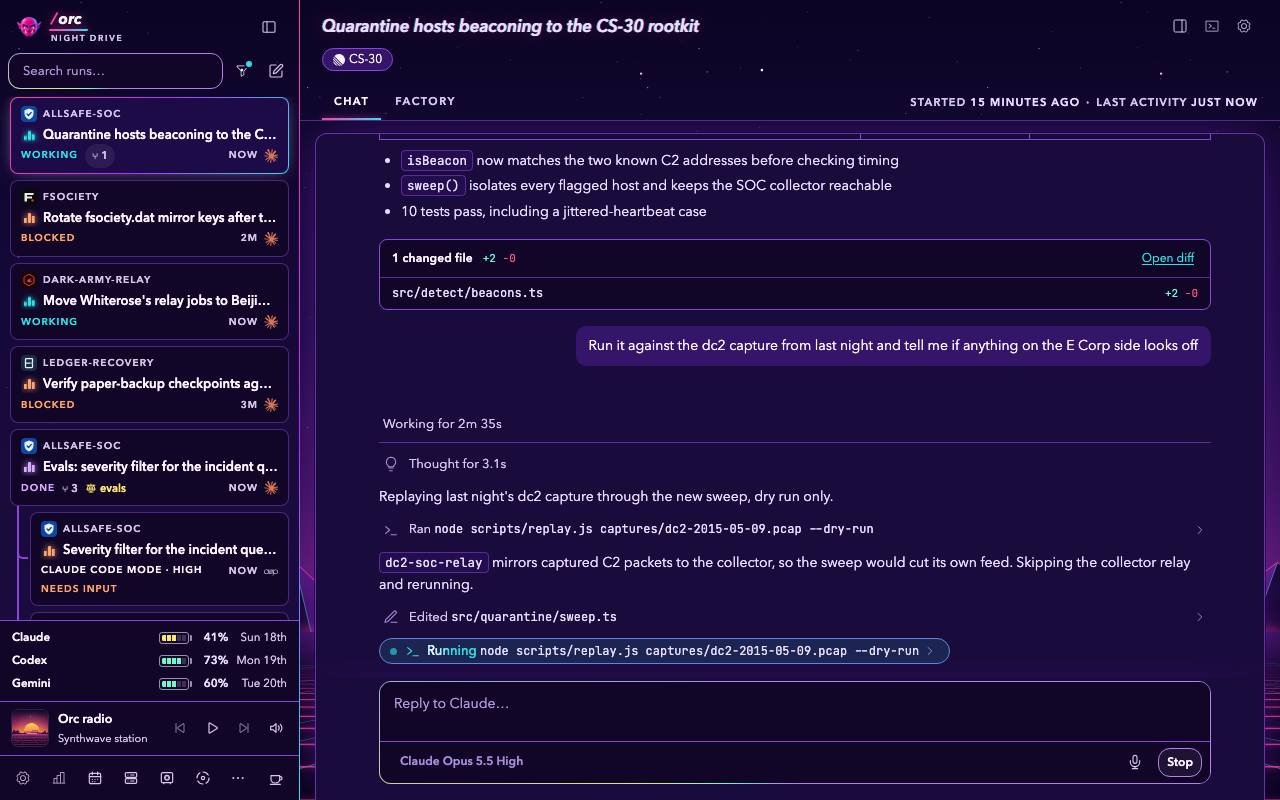 /orc
NIGHT DRIVE
Search runs…
ALLSAFE-SOC
Quarantine hosts beaconing to the C…
WORKING 1 NOW
FSOCIETY
Rotate fsociety.dat mirror keys after t…
BLOCKED 2M
DARK-ARMY-RELAY
Move Whiterose's relay jobs to Beiji…
WORKING NOW
LEDGER-RECOVERY
Verify paper-backup checkpoints ag…
BLOCKED 3M
ALLSAFE-SOC
Evals: severity filter for the incident q…
DONE 3 evals NOW
ALLSAFE-SOC
Severity filter for the incident que…
CLAUDE CODE MODE · HIGH NOW
NEEDS INPUT
Claude 41% Sun 18th
Codex 73% Mon 19th
Gemini 60% Tue 20th
Orc radio
Synthwave station
Quarantine hosts beaconing to the CS-30 rootkit
CS-30
CHAT FACTORY
STARTED 15 MINUTES AGO · LAST ACTIVITY JUST NOW
• isBeacon now matches the two known C2 addresses before checking timing
• sweep() isolates every flagged host and keeps the SOC collector reachable
• 10 tests pass, including a jittered-heartbeat case
1 changed file +2 -0 Open diff
src/detect/beacons.ts +2 -0
Run it against the dc2 capture from last night and tell me if anything on the E Corp side looks off
Working for 2m 35s
Thought for 3.1s
Replaying last night's dc2 capture through the new sweep, dry run only.
Ran node scripts/replay.js captures/dc2-2015-05-09.pcap --dry-run
dc2-soc-relay mirrors captured C2 packets to the collector, so the sweep would cut its own feed. Skipping the collector relay
and rerunning.
Edited src/quarantine/sweep.ts
Running node scripts/replay.js captures/dc2-2015-05-09.pcap --dry-run
Reply to Claude…
Claude Opus 5.5 High
Stop